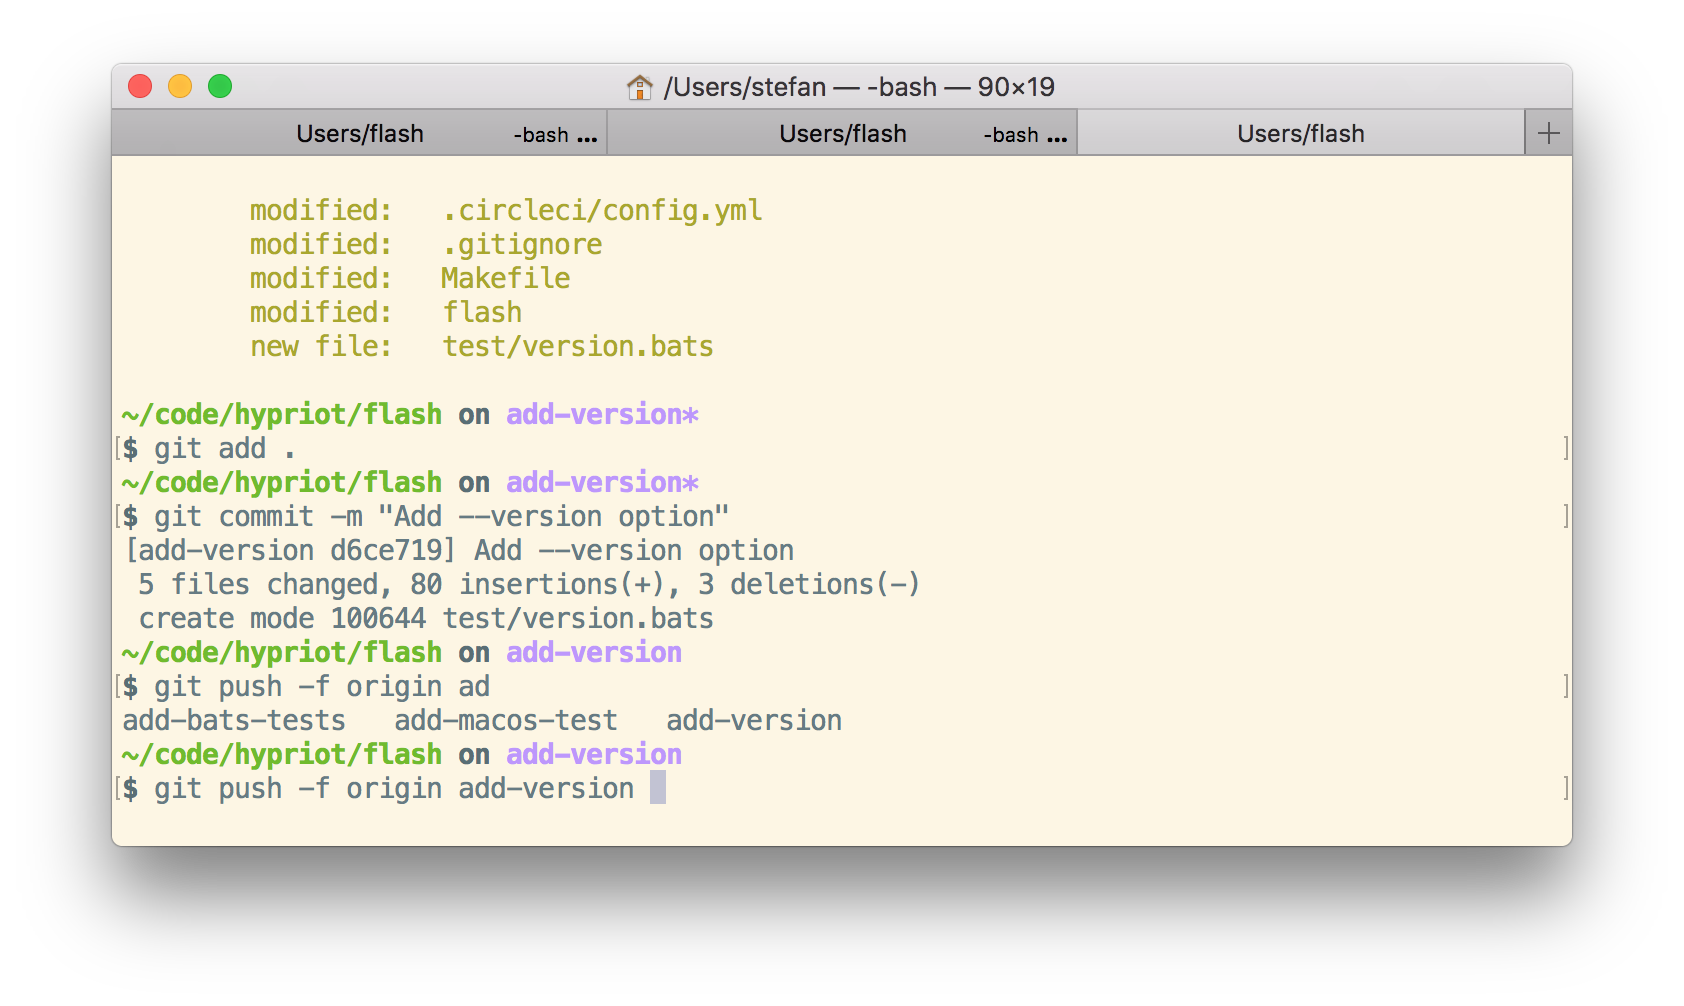 /Users/stefan — -bash — 90×19
Users/flash -bash ... Users/flash -bash ... Users/flash +
modified: .circleci/config.yml
modified: .gitignore
modified: Makefile
modified: flash
new file: test/version.bats
~/code/hypriot/flash on add-version*
[$ git add . ]
~/code/hypriot/flash on add-version*
[$ git commit -m "Add --version option" ]
[add-version d6ce719] Add --version option
5 files changed, 80 insertions(+), 3 deletions(-)
create mode 100644 test/version.bats
~/code/hypriot/flash on add-version
[$ git push -f origin ad ]
add-bats-tests add-macos-test add-version
~/code/hypriot/flash on add-version
[$ git push -f origin add-version ]